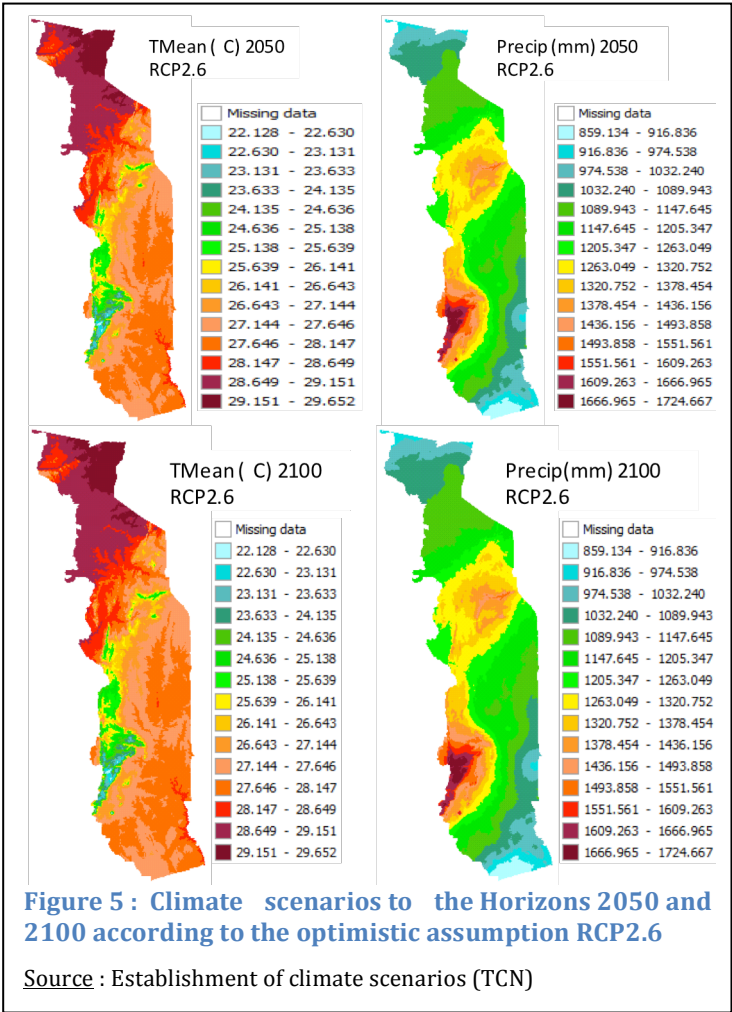 TMean ( C) 2050
RCP2.6
Missing data
22.128 - 22.630
22.630 - 23.131
23.131 - 23.633
23.633 - 24.135
24.135 - 24.636
24.636 - 25.138
25.138 - 25.639
25.639 - 26.141
26.141 - 26.643
26.643 - 27.144
27.144 - 27.646
27.646 - 28.147
28.147 - 28.649
28.649 - 29.151
29.151 - 29.652
Precip (mm) 2050
RCP2.6
Missing data
859.134 - 916.836
916.836 - 974.538
974.538 - 1032.240
1032.240 - 1089.943
1089.943 - 1147.645
1147.645 - 1205.347
1205.347 - 1263.049
1263.049 - 1320.752
1320.752 - 1378.454
1378.454 - 1436.156
1436.156 - 1493.858
1493.858 - 1551.561
1551.561 - 1609.263
1609.263 - 1666.965
1666.965 - 1724.667
TMean ( C) 2100
RCP2.6
Missing data
22.128 - 22.630
22.630 - 23.131
23.131 - 23.633
23.633 - 24.135
24.135 - 24.636
24.636 - 25.138
25.138 - 25.639
25.639 - 26.141
26.141 - 26.643
26.643 - 27.144
27.144 - 27.646
27.646 - 28.147
28.147 - 28.649
28.649 - 29.151
29.151 - 29.652
Precip(mm) 2100
RCP2.6
Missing data
859.134 - 916.836
916.836 - 974.538
974.538 - 1032.240
1032.240 - 1089.943
1089.943 - 1147.645
1147.645 - 1205.347
1205.347 - 1263.049
1263.049 - 1320.752
1320.752 - 1378.454
1378.454 - 1436.156
1436.156 - 1493.858
1493.858 - 1551.561
1551.561 - 1609.263
1609.263 - 1666.965
1666.965 - 1724.667
Figure 5 : Climate scenarios to the Horizons 2050 and
2100 according to the optimistic assumption RCP2.6
Source : Establishment of climate scenarios (TCN)